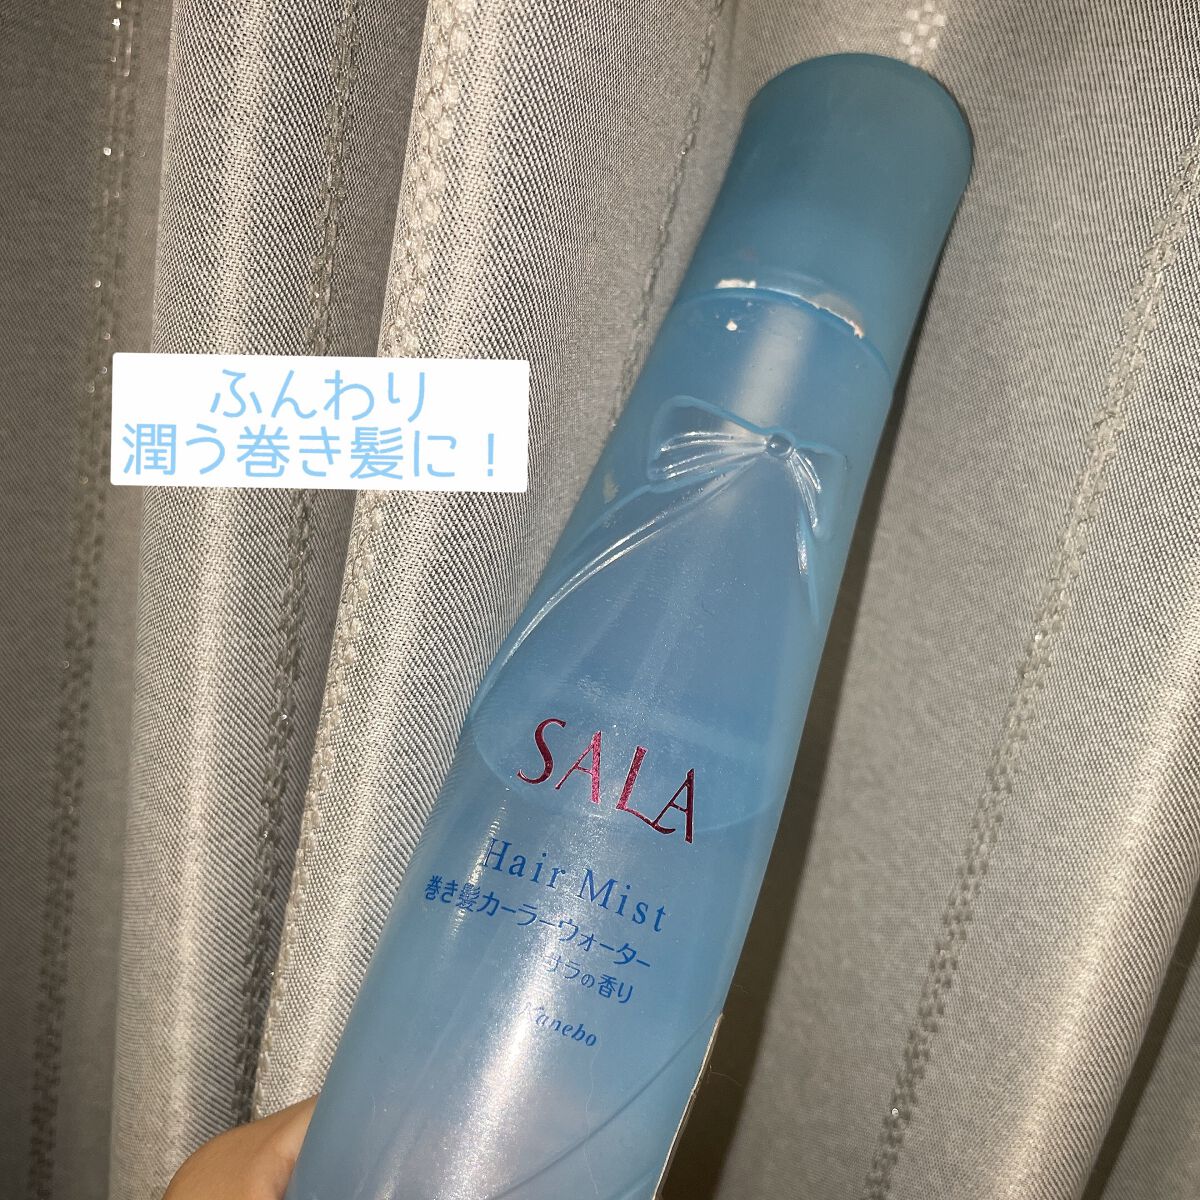 ふんわり
潤う巻き髪に！
SALA
Hair Mist
巻き髪カーラーウォーター
サラの香り
Kanebo